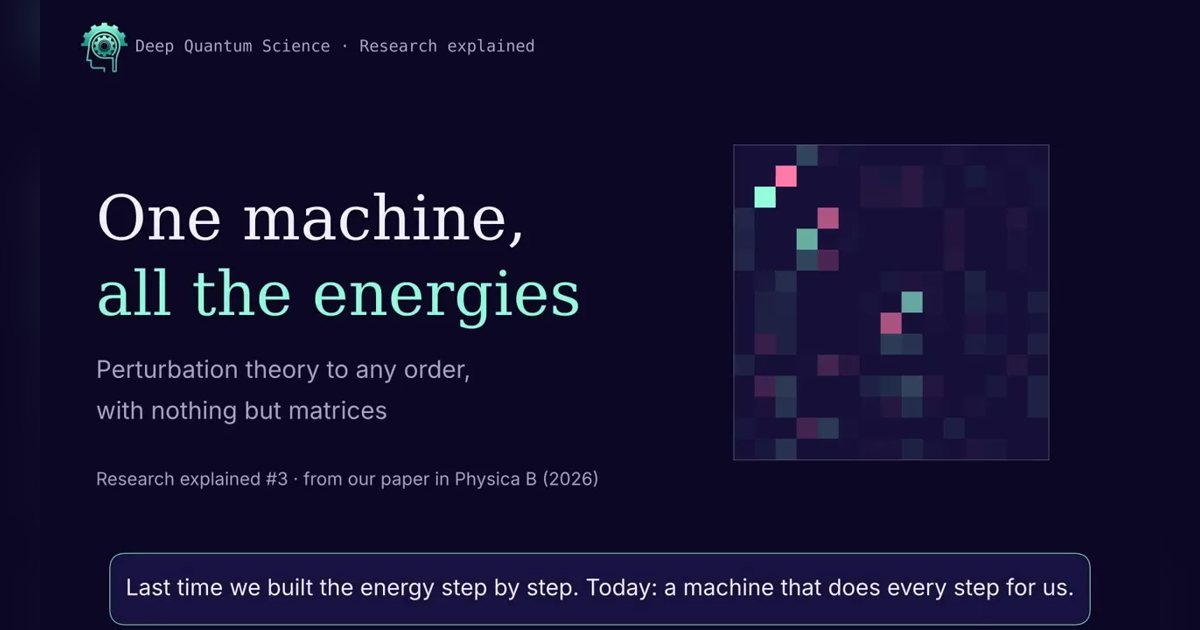 Deep Quantum Science · Research explained
One machine,
all the energies
Perturbation theory to any order,
with nothing but matrices
Research explained #3 · from our paper in Physica B (2026)
Last time we built the energy step by step. Today: a machine that does every step for us.